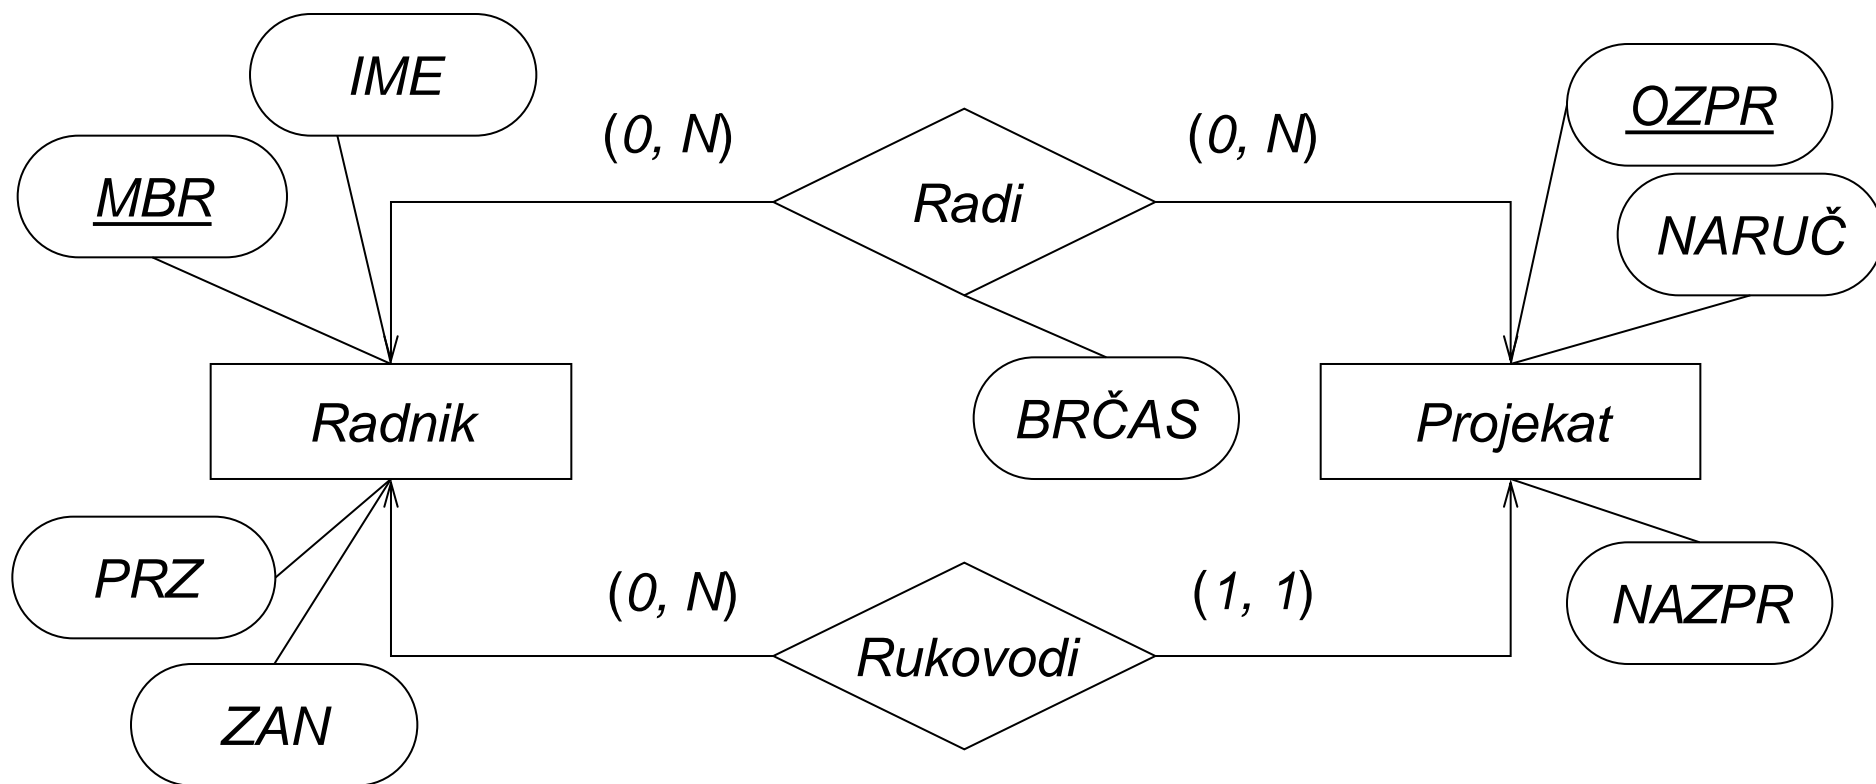 IME
OZPR
(0, N)
(0, N)
MBR
Radi
NARUČ
Radnik
BRČAS
Projekat
PRZ
(0, N)
(1, 1)
NAZPR
Rukovodi
ZAN